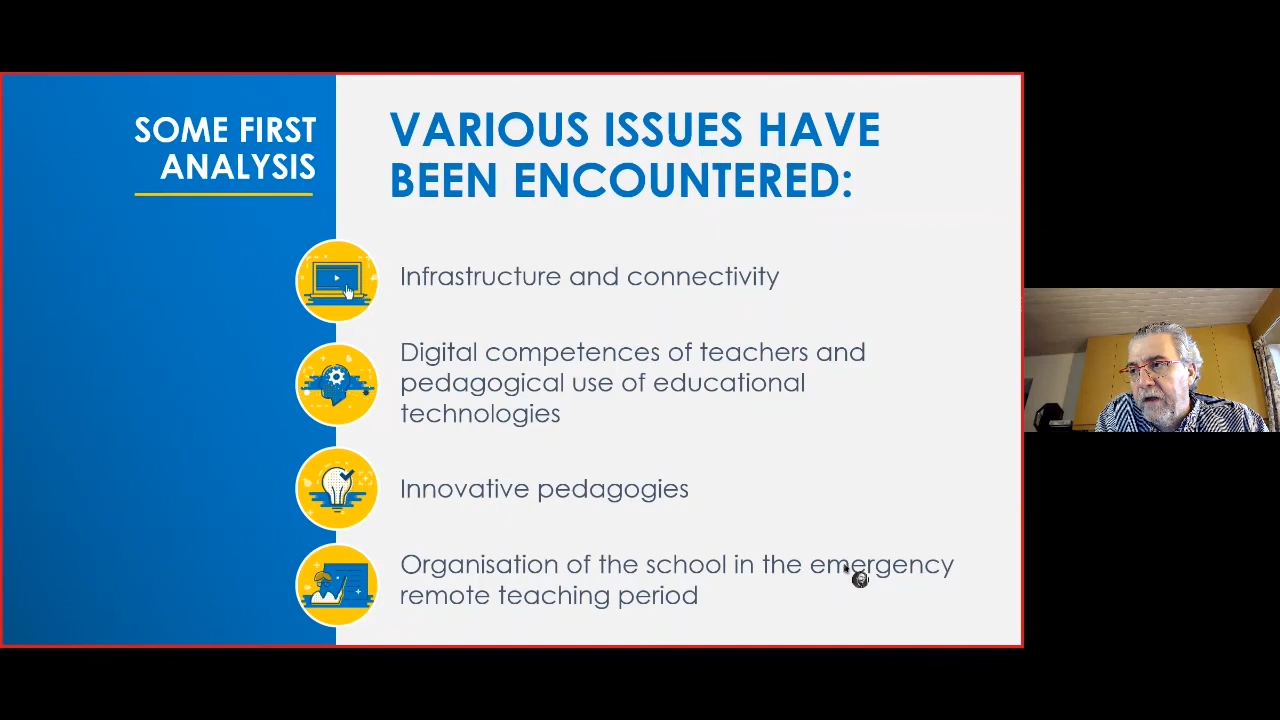 SOME FIRST
ANALYSIS
VARIOUS ISSUES HAVE
BEEN ENCOUNTERED:
Infrastructure and connectivity
Digital competences of teachers and
pedagogical use of educational
technologies
Innovative pedagogies
Organisation of the school in the emergency
remote teaching period